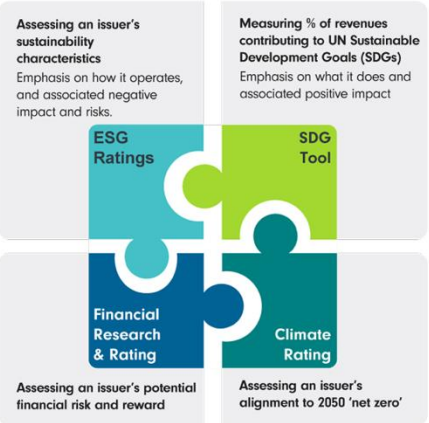 Assessing an issuer's
sustainability
characteristics
Emphasis on how it operates,
and associated negative
impact and risks.
Measuring % of revenues
contributing to UN Sustainable
Development Goals (SDGs)
Emphasis on what it does and
associated positive impact
ESG
Ratings
SDG
Tool
Financial
Research
& Rating
Climate
Rating
Assessing an issuer's potential
financial risk and reward
Assessing an issuer's
alignment to 2050 'net zero'